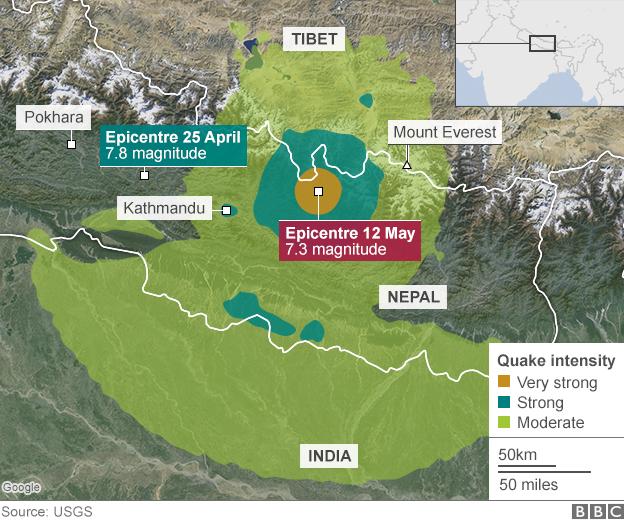 TIBET
Pokhara
Epicentre 25 April
7.8 magnitude
Mount Everest
Kathmandu
Epicentre 12 May
7.3 magnitude
NEPAL
Quake intensity
Very strong
Strong
Moderate
INDIA
50km
50 miles
Google
Source: USGS
BBC